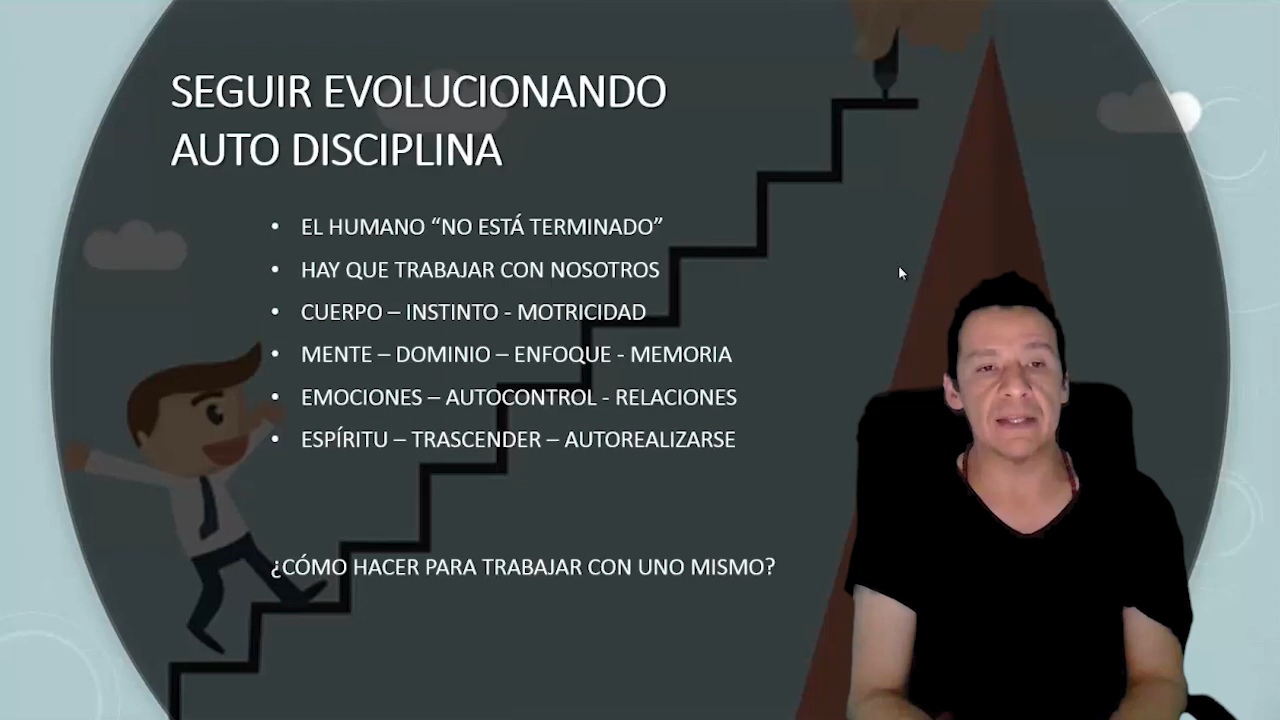 SEGUIR EVOLUCIONANDO
AUTO DISCIPLINA
• EL HUMANO “NO ESTÁ TERMINADO”
• HAY QUE TRABAJAR CON NOSOTROS
• CUERPO – INSTINTO - MOTRICIDAD
• MENTE – DOMINIO – ENFOQUE - MEMORIA
• EMOCIONES – AUTOCONTROL - RELACIONES
• ESPÍRITU – TRASCENDER – AUTOREALIZARSE
¿CÓMO HACER PARA TRABAJAR CON UNO MISMO?